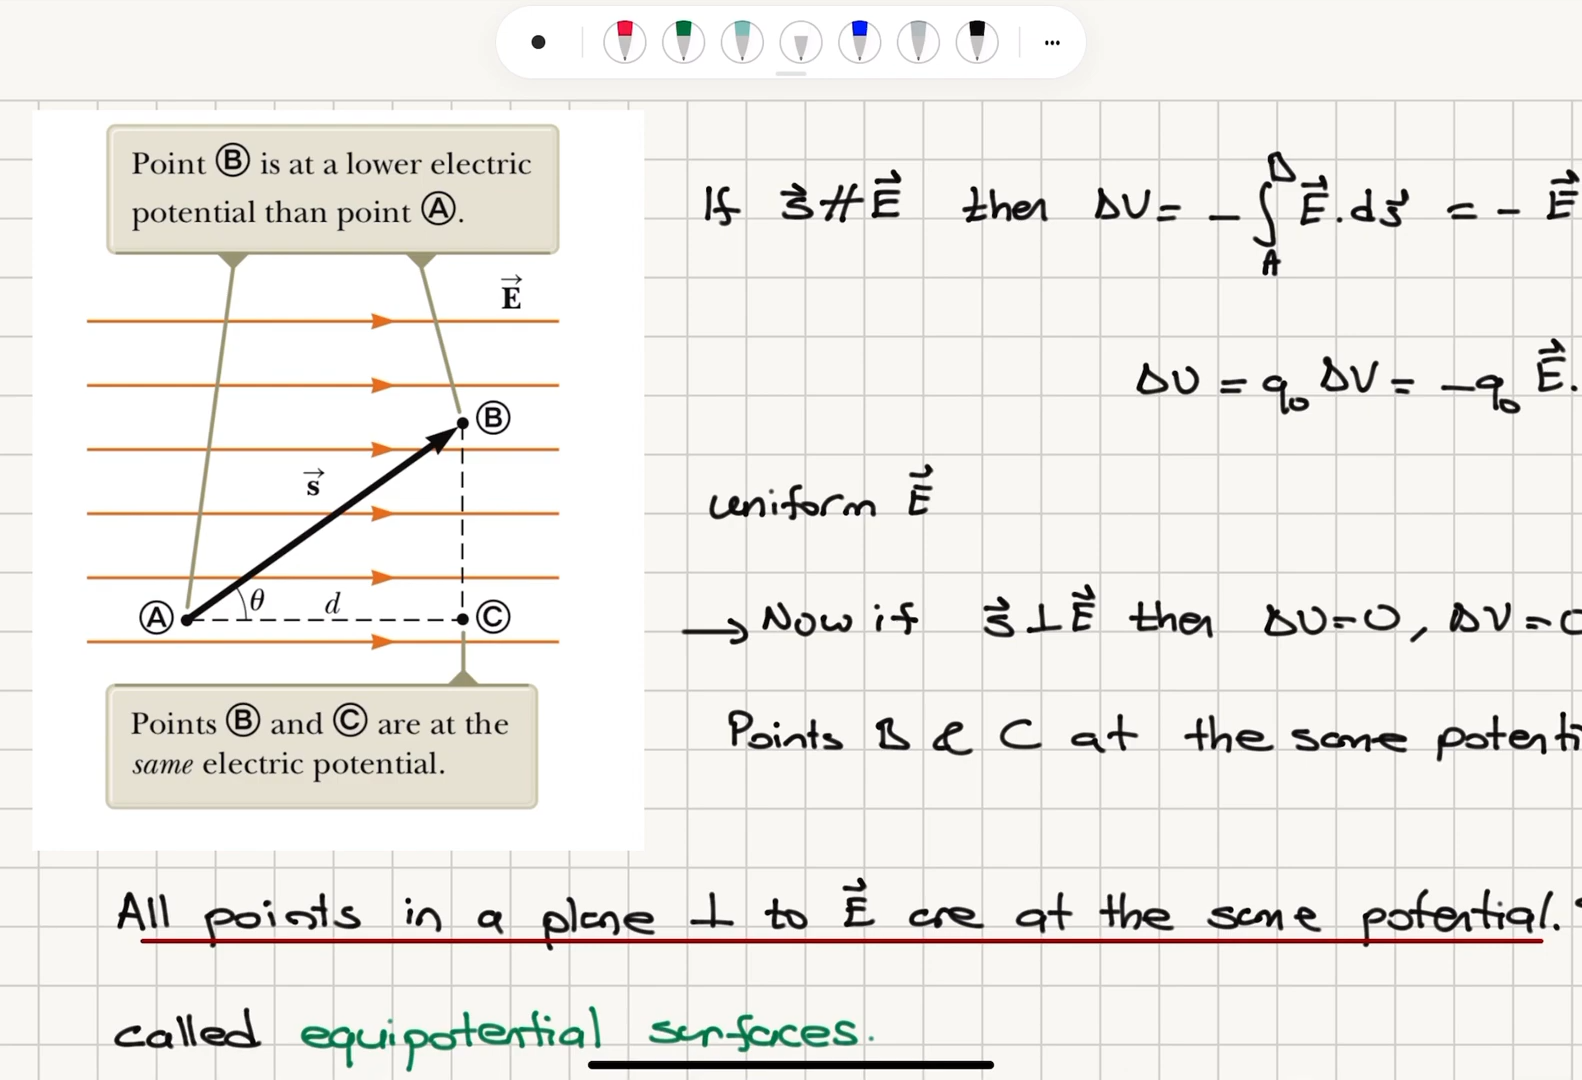 Point Ⓑ is at a lower electric
potential than point Ⓐ.
E⃗
Ⓑ
s⃗
Ⓐ θ d Ⓒ
Points Ⓑ and Ⓒ are at the
same electric potential.
If s⃗ ∦ E⃗ then ΔV = - ∫_A^B E⃗ . ds⃗ = - E⃗
ΔU = q₀ ΔV = -q₀ E⃗.
uniform E⃗
→ Now if s⃗ ⊥ E⃗ then ΔU=0, ΔV=0
Points B & C at the same potenti
All points in a plane ⊥ to E⃗ are at the same potential.
called equipotential surfaces.